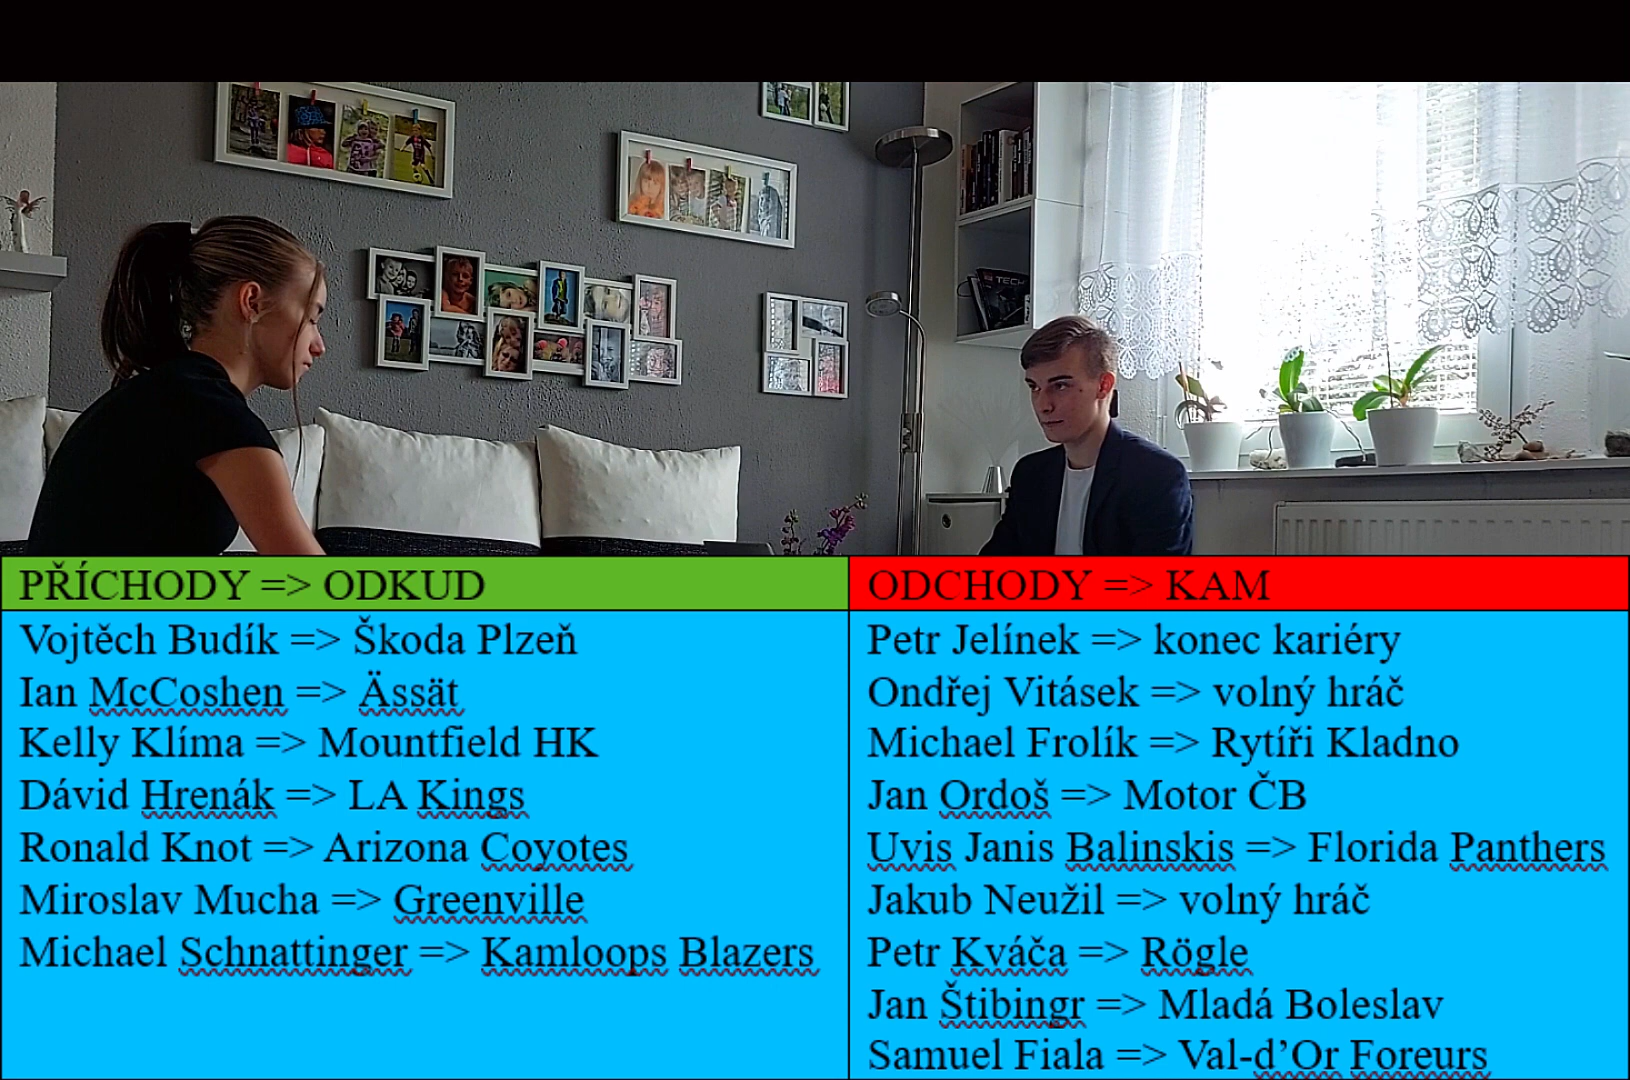 TECH
PŘÍCHODY => ODKUD
Vojtěch Budík => Škoda Plzeň
Ian McCoshen => Ässät
Kelly Klíma => Mountfield HK
Dávid Hrenák => LA Kings
Ronald Knot => Arizona Coyotes
Miroslav Mucha => Greenville
Michael Schnattinger => Kamloops Blazers
ODCHODY => KAM
Petr Jelínek => konec kariéry
Ondřej Vitásek => volný hráč
Michael Frolík => Rytíři Kladno
Jan Ordoš => Motor ČB
Uvis Janis Balinskis => Florida Panthers
Jakub Neužil => volný hráč
Petr Kváča => Rögle
Jan Štibingr => Mladá Boleslav
Samuel Fiala => Val-d’Or Foreurs